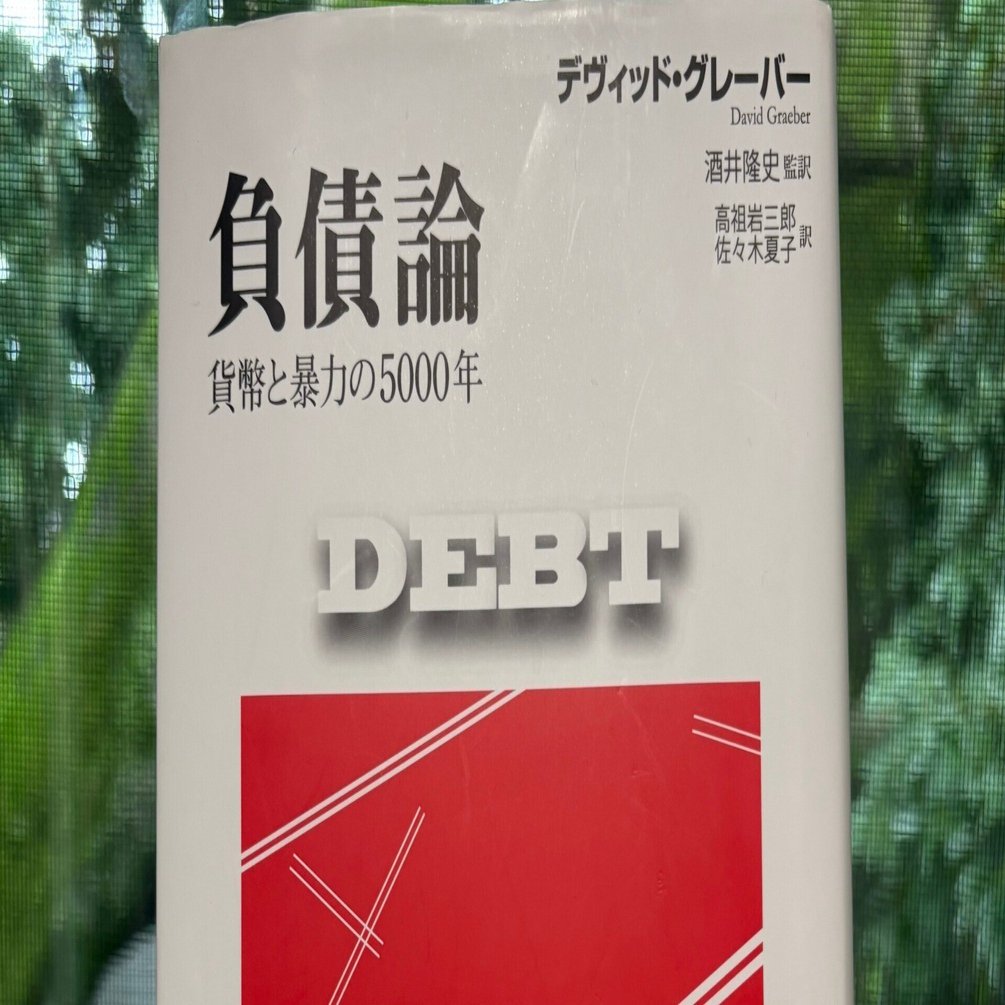 デヴィッド・グレーバー
David Graeber
酒井隆史 監訳
高祖岩三郎
佐々木夏子 訳
負債論
貨幣と暴力の5000年
DEBT